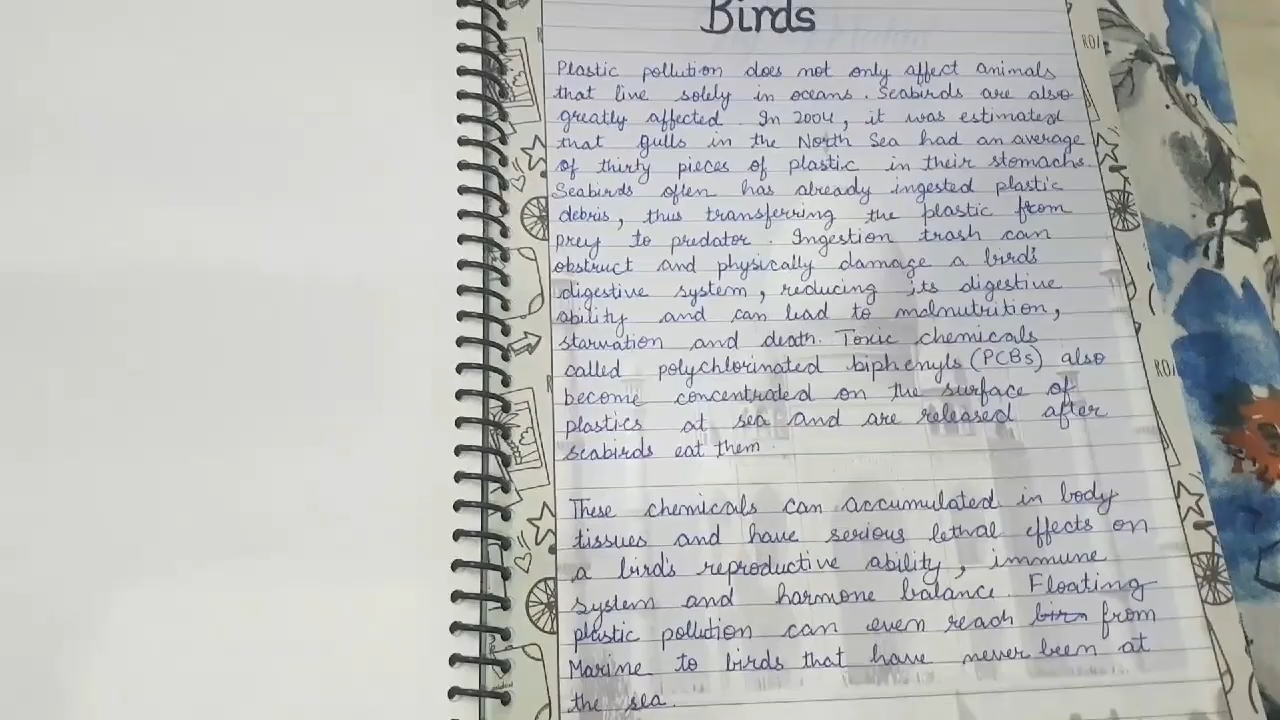 Birds
Plastic pollution does not only affect animals
that live solely in oceans. Seabirds are also
greatly affected. In 2004, it was estimated
that gulls in the North Sea had an average
of thirty pieces of plastic in their stomachs.
Seabirds often has already ingested plastic
debris, thus transferring the plastic from
prey to predator. Ingestion trash can
obstruct and physically damage a bird's
digestive system, reducing its digestive
ability and can lead to malnutrition,
starvation and death. Toxic chemicals
called polychlorinated biphenyls (PCBs) also
become concentraded on the surface of
plastics at sea and are released after
seabirds eat them.
These chemicals can accumulated in body
tissues and have serious lethal effects on
a bird's reproductive ability, immune
system and harmone balance. Floating
plastic pollution can even reach from
Marine to birds that have never been at
the sea.